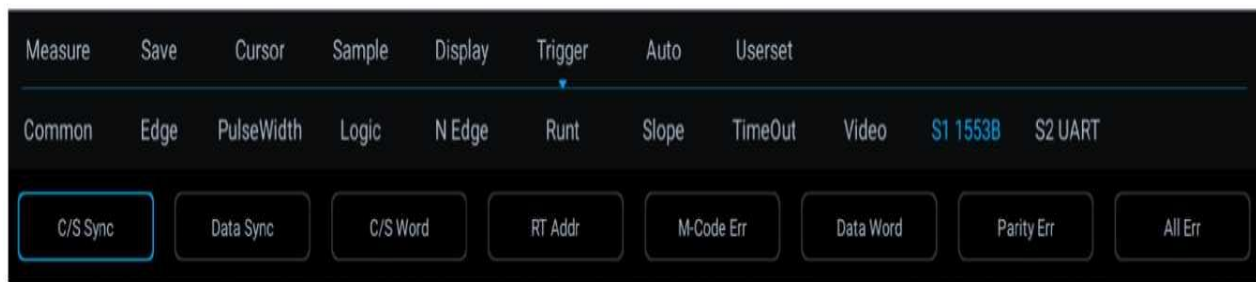 Measure Save Cursor Sample Display Trigger Auto Userset
Common Edge PulseWidth Logic N Edge Runt Slope TimeOut Video S1 1553B S2 UART
C/S Sync Data Sync C/S Word RT Addr M-Code Err Data Word Parity Err All Err